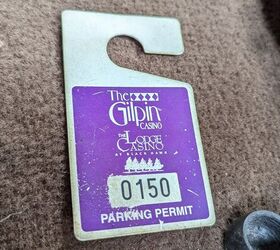 The
Gilpin
CASINO
THE LODGE
CASINO
AT BLACK HAWK
0150
PARKING PERMIT